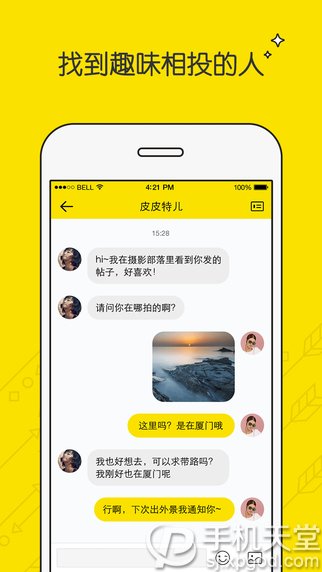 找到趣味相投的人
BELL
4:21 PM
100%
皮皮特儿
15:28
hi~我在摄影部落里看到你发的
帖子，好喜欢！
请问你在哪拍的啊？
这里吗？是在厦门哦
我也好想去，可以求带路吗？
我刚好也在厦门呢
行啊，下次出外景我通知你~
手机天堂
sjxpgod.com